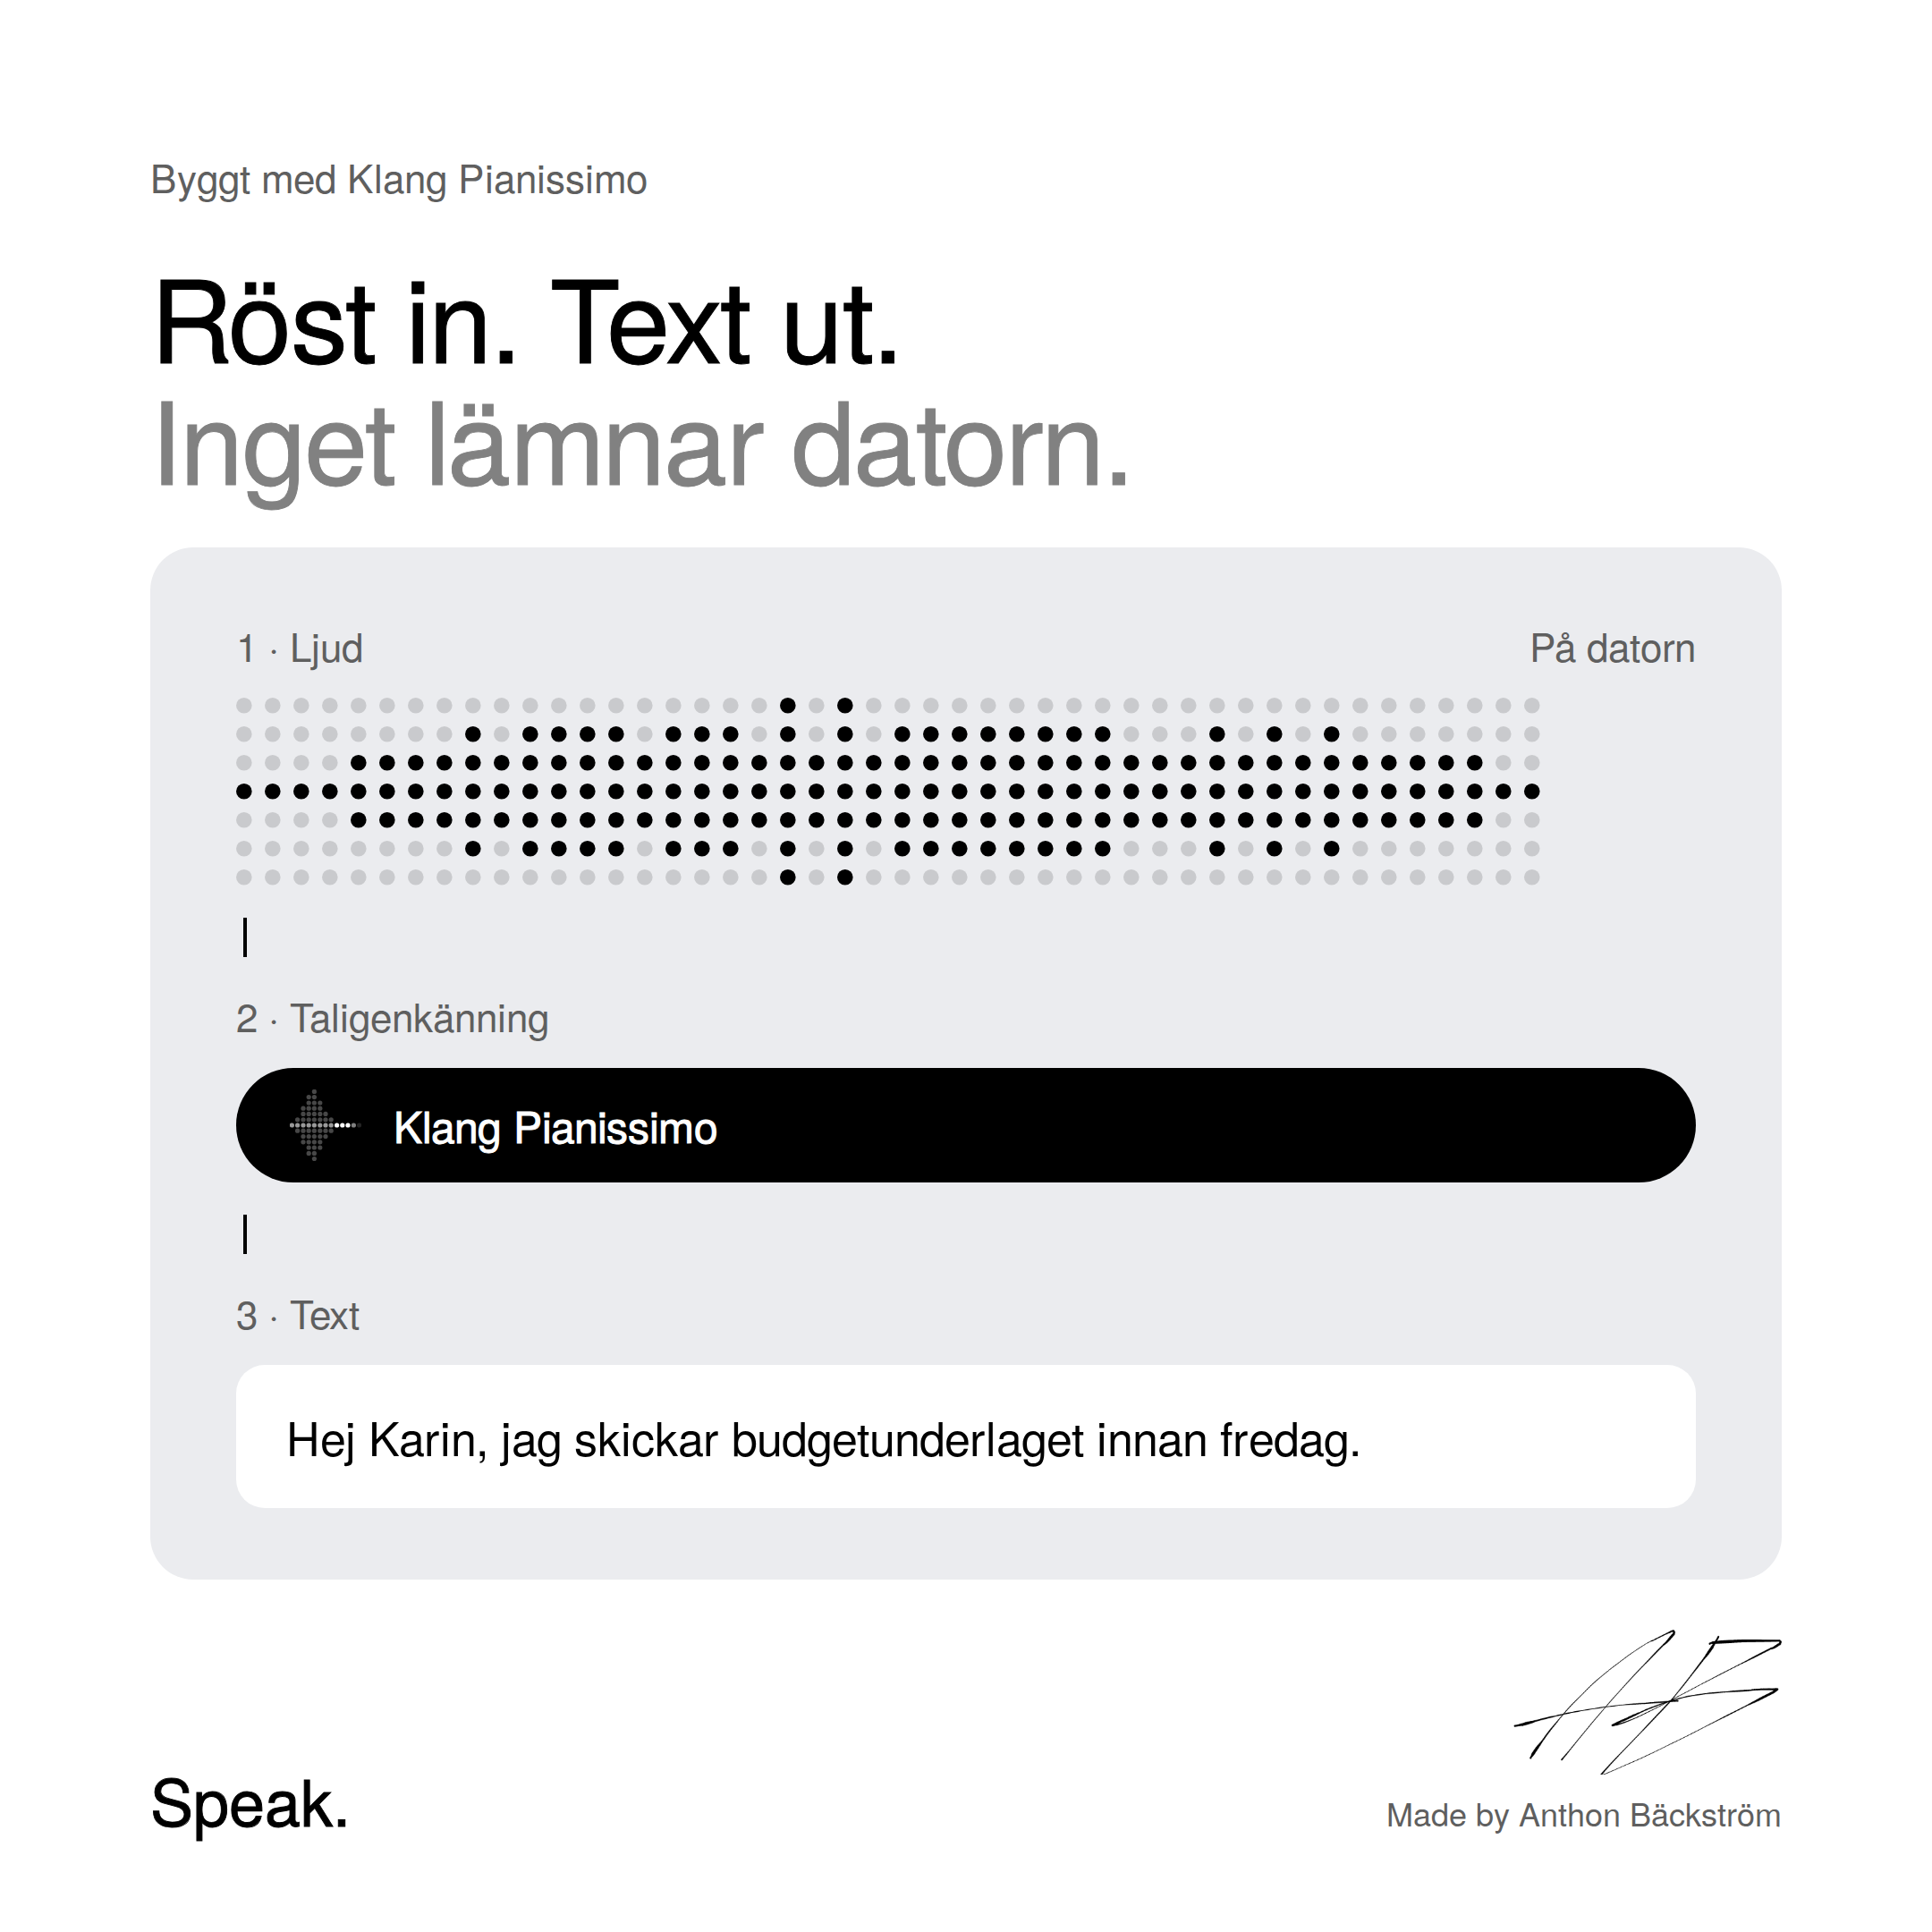 Byggt med Klang Pianissimo
Röst in. Text ut.
Inget lämnar datorn.
1 · Ljud
På datorn
2 · Taligenkänning
Klang Pianissimo
3 · Text
Hej Karin, jag skickar budgetunderlaget innan fredag.
AB
Speak.
Made by Anthon Bäckström